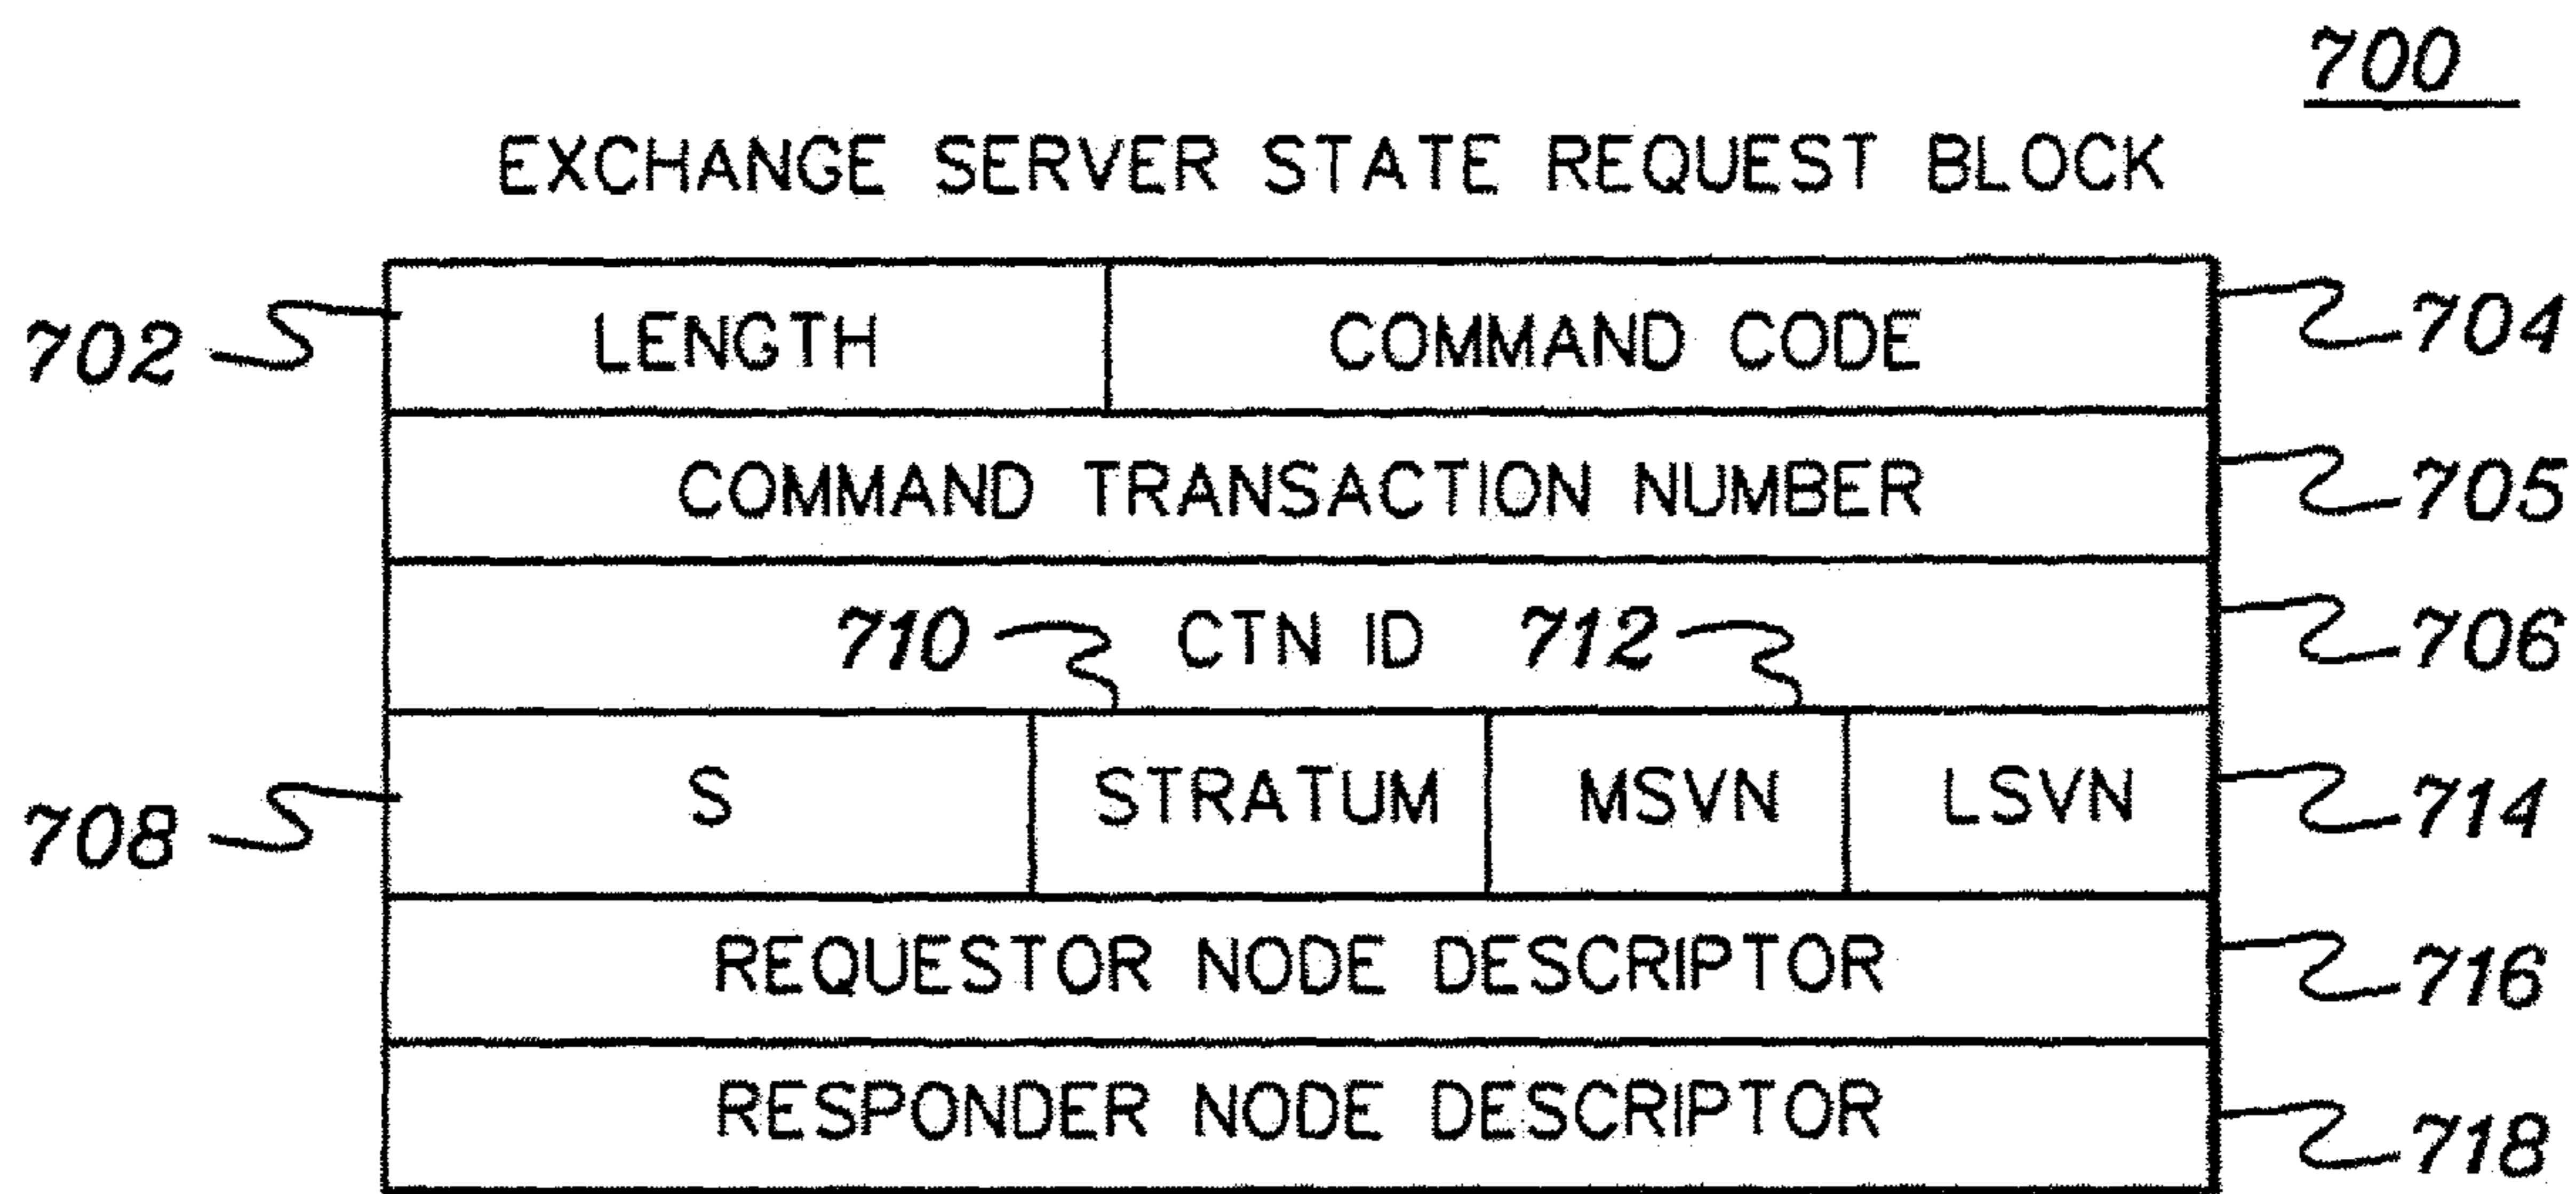 700
EXCHANGE SERVER STATE REQUEST BLOCK
702 LENGTH COMMAND CODE 704
COMMAND TRANSACTION NUMBER 705
710 CTN ID 712 706
708 S STRATUM MSVN LSVN 714
REQUESTOR NODE DESCRIPTOR 716
RESPONDER NODE DESCRIPTOR 718